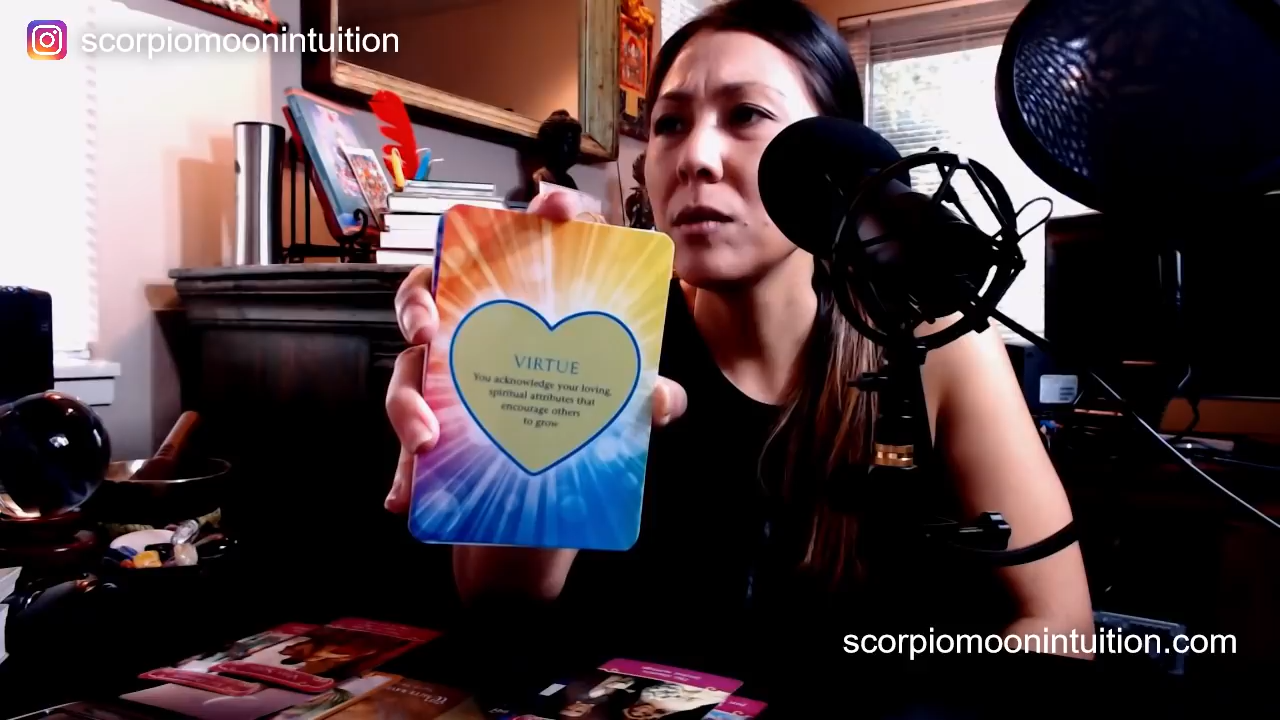 scorpiomoonintuition
VIRTUE
You acknowledge your loving,
spiritual attributes that
encourage others
to grow
scorpiomoonintuition.com